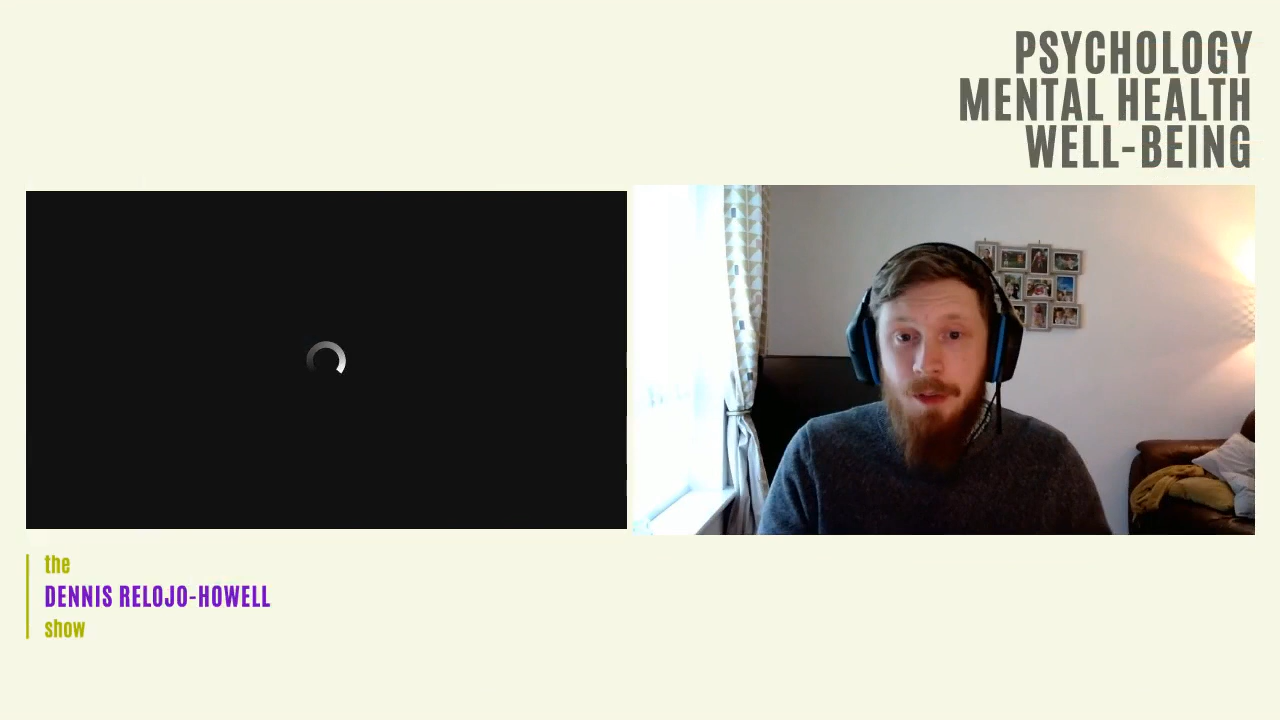 PSYCHOLOGY
MENTAL HEALTH
WELL-BEING
the
DENNIS RELOJO-HOWELL
show